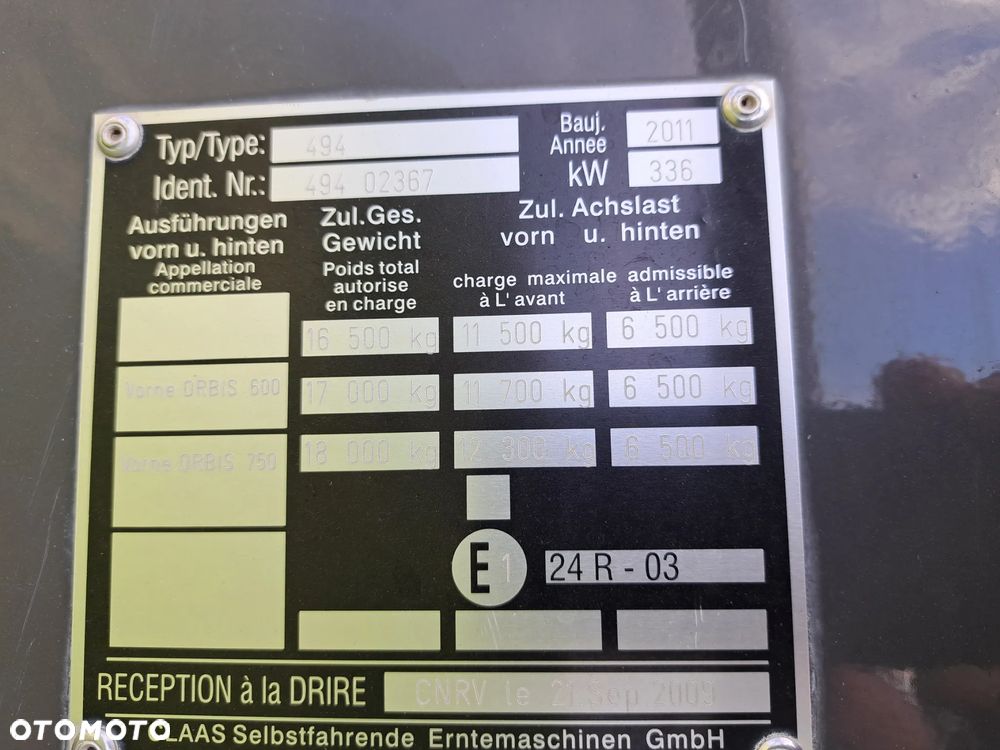 Typ/Type: 494 Bauj. Annee 2011
Ident. Nr.: 494 02367 kW 336
Ausführungen vorn u. hinten
Appellation commerciale
Zul.Ges. Gewicht
Poids total autorise en charge
Zul. Achslast
vorn u. hinten
charge maximale admissible
à L' avant à L' arrière
16 500 kg 11 500 kg 6 500 kg
Vorne ORBIS 600 17 000 kg 11 700 kg 6 500 kg
Vorne ORBIS 750 18 000 kg 12 300 kg 6 500 kg
E 1 24 R - 03
RECEPTION à la DRIRE CNRV le 21 Sep 2009
CLAAS Selbstfahrende Erntemaschinen GmbH
OTOMOTO